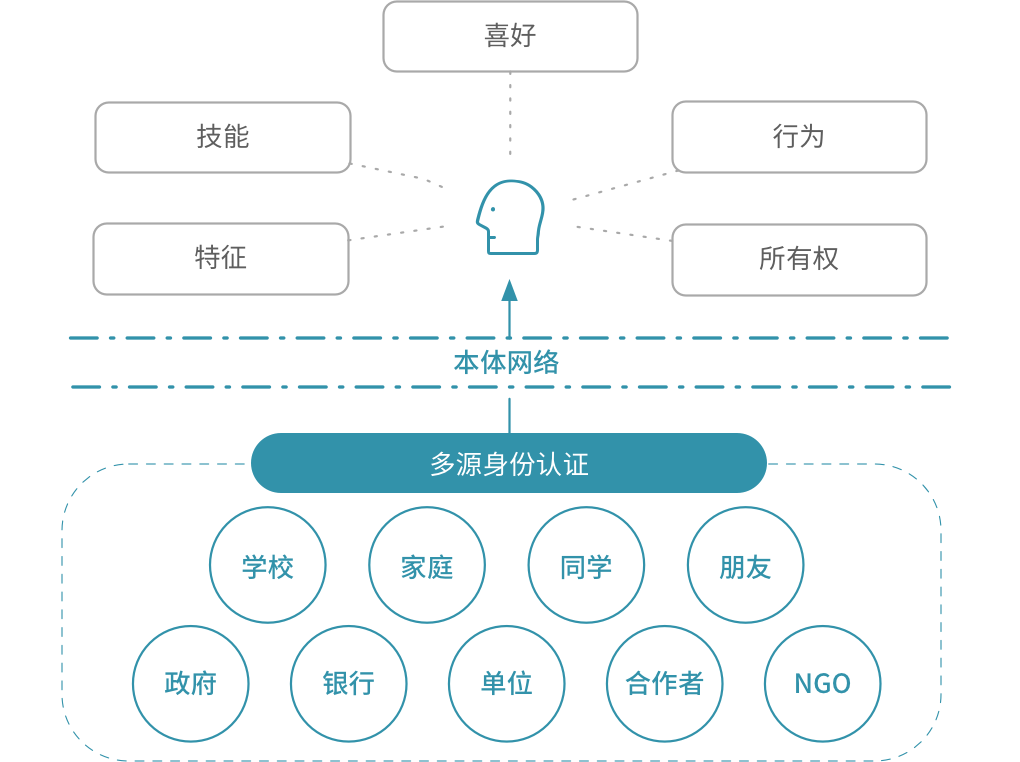 喜好
技能
行为
特征
所有权
本体网络
多源身份认证
学校
家庭
同学
朋友
政府
银行
单位
合作者
NGO